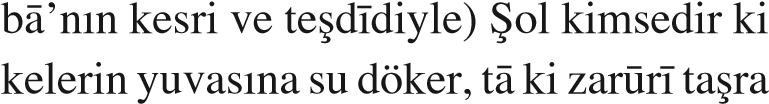 bā’nın kesri ve teşdīdiyle) Şol kimsedir ki
kelerin yuvasına su döker, tā ki zarūrī taşra